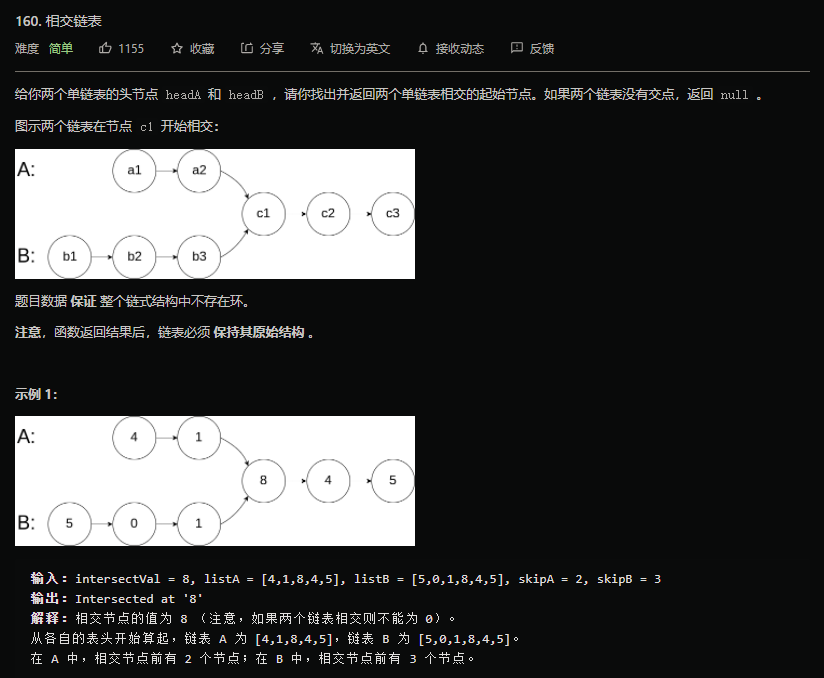 160. 相交链表
难度 简单 1155 收藏 分享 切换为英文 接收动态 反馈
给你两个单链表的头节点 headA 和 headB ，请你找出并返回两个单链表相交的起始节点。如果两个链表没有交点，返回 null 。
图示两个链表在节点 c1 开始相交：
A: a1 a2
c1 c2 c3
B: b1 b2 b3
题目数据 保证 整个链式结构中不存在环。
注意，函数返回结果后，链表必须 保持其原始结构 。
示例 1：
A: 4 1
8 4 5
B: 5 0 1
输入：intersectVal = 8, listA = [4,1,8,4,5], listB = [5,0,1,8,4,5], skipA = 2, skipB = 3
输出：Intersected at '8'
解释：相交节点的值为 8 （注意，如果两个链表相交则不能为 0）。
从各自的表头开始算起，链表 A 为 [4,1,8,4,5]，链表 B 为 [5,0,1,8,4,5]。
在 A 中，相交节点前有 2 个节点；在 B 中，相交节点前有 3 个节点。